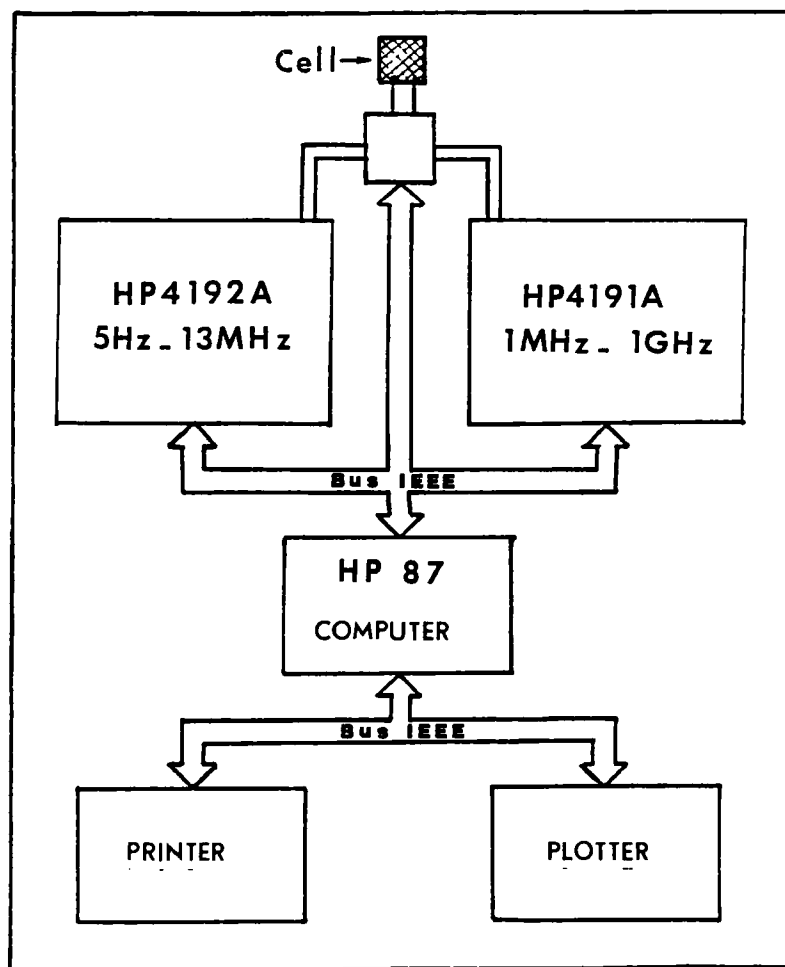 Cell
HP4192A
5Hz - 13MHz
HP4191A
1MHz - 1GHz
Bus IEEE
HP 87
COMPUTER
Bus IEEE
PRINTER
PLOTTER